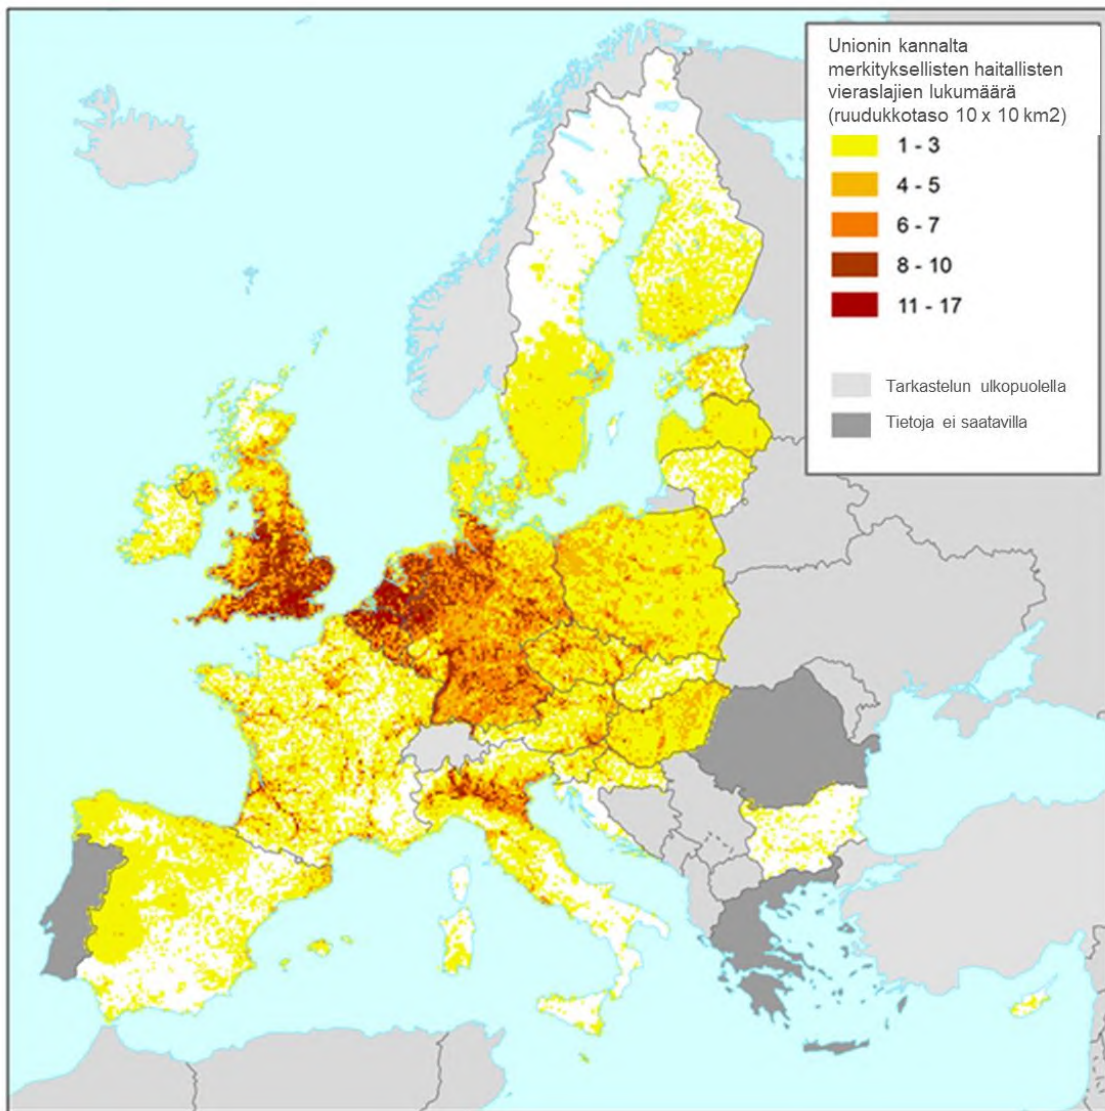 Unionin kannalta
merkityksellisten haitallisten
vieraslajien lukumäärä
(ruudukkotaso 10 x 10 km2)
1 - 3
4 - 5
6 - 7
8 - 10
11 - 17
Tarkastelun ulkopuolella
Tietoja ei saatavilla